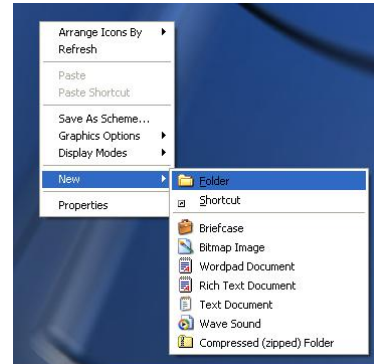 Arrange Icons By
Refresh
Paste
Paste Shortcut
Save As Scheme...
Graphics Options
Display Modes
New
Properties
Folder
Shortcut
Briefcase
Bitmap Image
Wordpad Document
Rich Text Document
Text Document
Wave Sound
Compressed (zipped) Folder